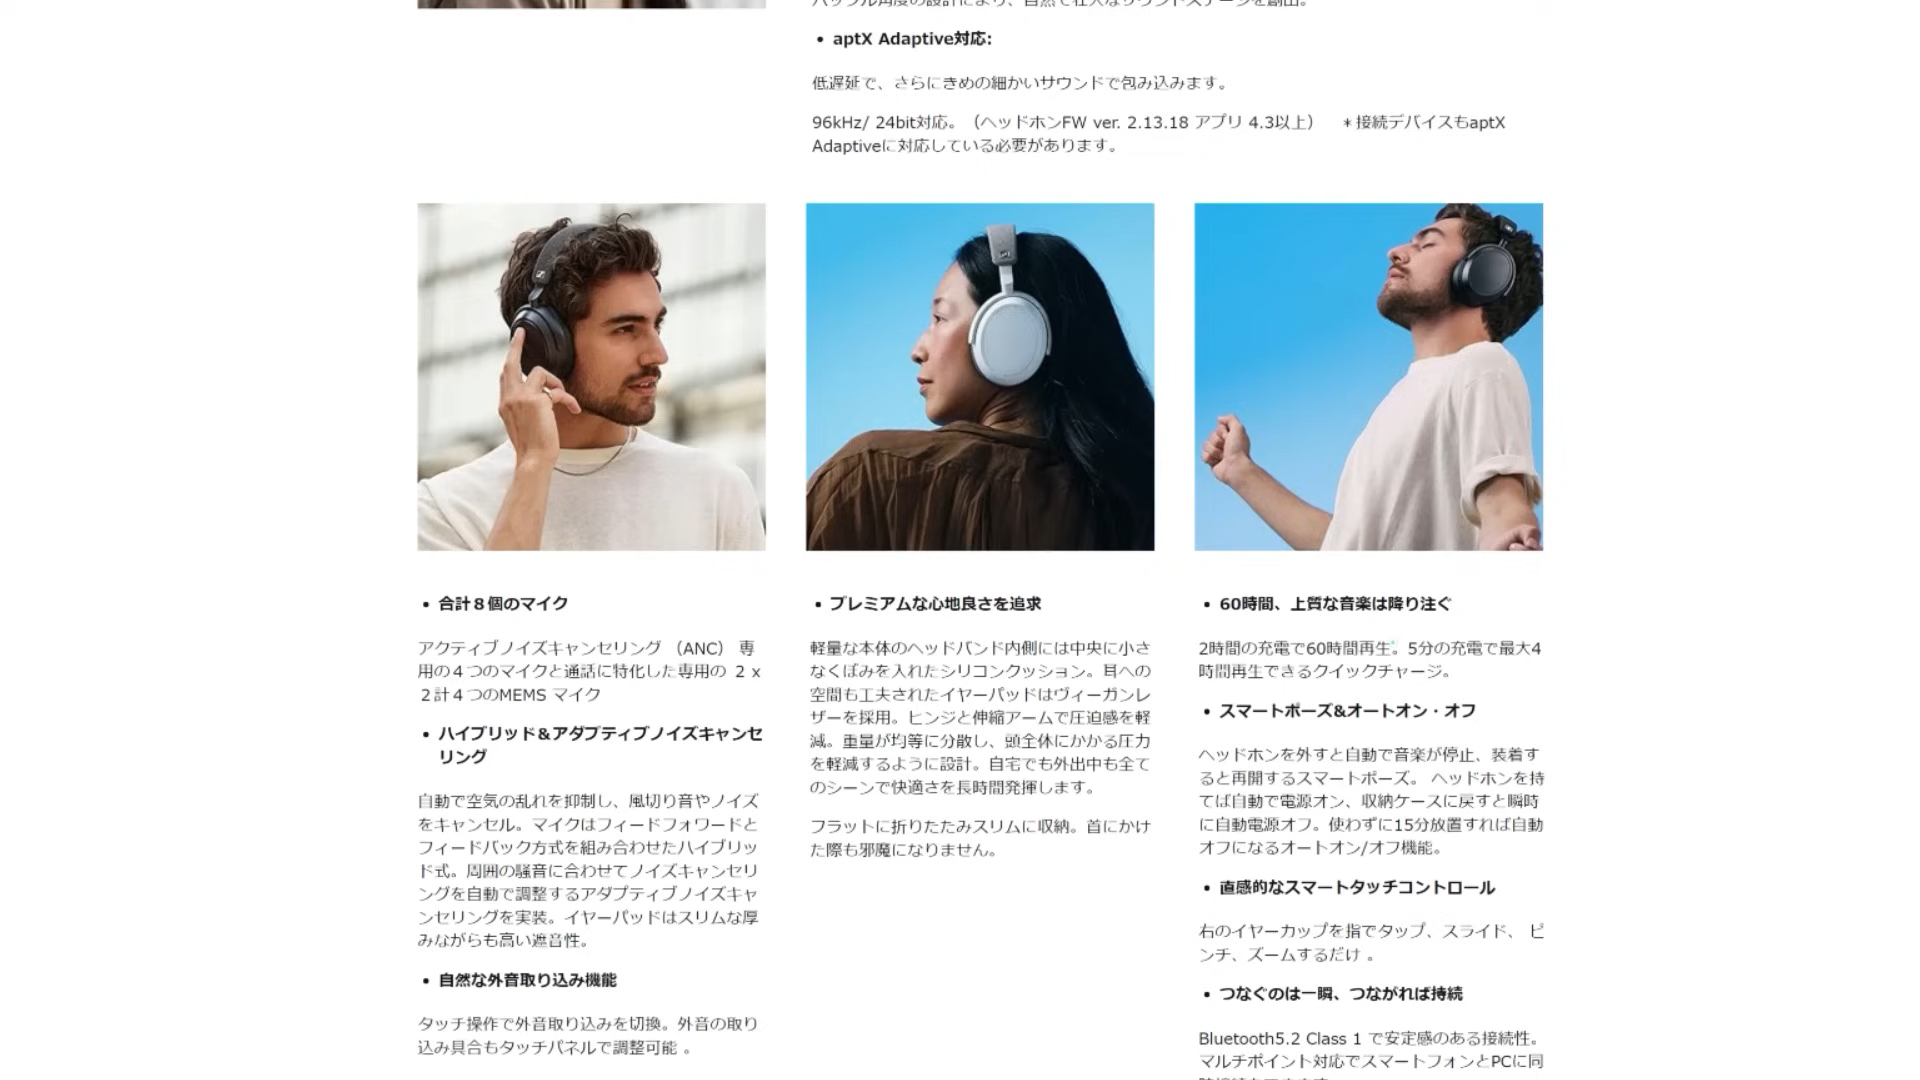 バッフル角度の設計により、自然で壮大なサウンドステージを創出。
• aptX Adaptive対応:
低遅延で、さらにきめの細かいサウンドで包み込みます。
96kHz/ 24bit対応。（ヘッドホンFW ver. 2.13.18 アプリ 4.3以上）　＊接続デバイスもaptX
Adaptiveに対応している必要があります。
• 合計８個のマイク
アクティブノイズキャンセリング （ANC） 専
用の４つのマイクと通話に特化した専用の ２ x
２計４つのMEMS マイク
• ハイブリッド＆アダプティブノイズキャンセ
リング
自動で空気の乱れを抑制し、風切り音やノイズ
をキャンセル。マイクはフィードフォワードと
フィードバック方式を組み合わせたハイブリッ
ド式。周囲の騒音に合わせてノイズキャンセリ
ングを自動で調整するアダプティブノイズキャ
ンセリングを実装。イヤーパッドはスリムな厚
みながらも高い遮音性。
• 自然な外音取り込み機能
タッチ操作で外音取り込みを切換。外音の取り
込み具合もタッチパネルで調整可能 。
• プレミアムな心地良さを追求
軽量な本体のヘッドバンド内側には中央に小さ
なくぼみを入れたシリコンクッション。耳への
空間も工夫されたイヤーパッドはヴィーガンレ
ザーを採用。ヒンジと伸縮アームで圧迫感を軽
減。重量が均等に分散し、頭全体にかかる圧力
を軽減するように設計。自宅でも外出中も全て
のシーンで快適さを長時間発揮します。
フラットに折りたたみスリムに収納。首にかけ
た際も邪魔になりません。
• 60時間、上質な音楽は降り注ぐ
2時間の充電で60時間再生。5分の充電で最大4
時間再生できるクイックチャージ。
• スマートポーズ&オートオン・オフ
ヘッドホンを外すと自動で音楽が停止、装着す
ると再開するスマートポーズ。 ヘッドホンを持
てば自動で電源オン、収納ケースに戻すと瞬時
に自動電源オフ。使わずに15分放置すれば自動
オフになるオートオン/オフ機能。
• 直感的なスマートタッチコントロール
右のイヤーカップを指でタップ、スライド、 ピ
ンチ、ズームするだけ 。
• つなぐのは一瞬、つながれば持続
Bluetooth5.2 Class 1 で安定感のある接続性。
マルチポイント対応でスマートフォンとPCに同